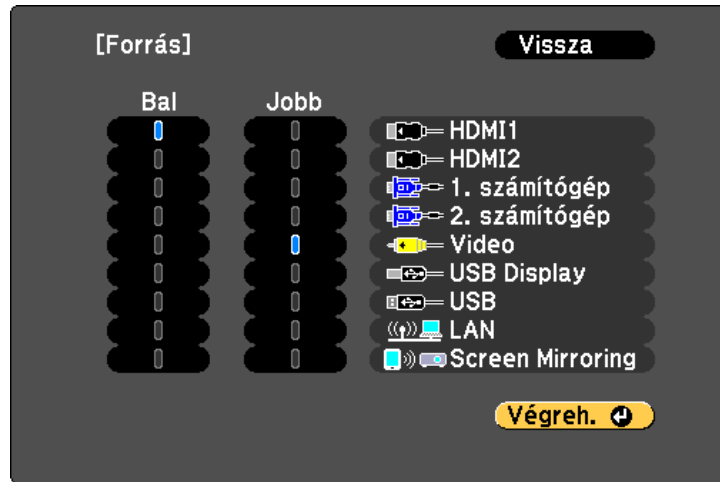 [Forrás] Vissza
Bal Jobb
HDMI1
HDMI2
1. számítógép
2. számítógép
Video
USB Display
USB
LAN
Screen Mirroring
Végreh.